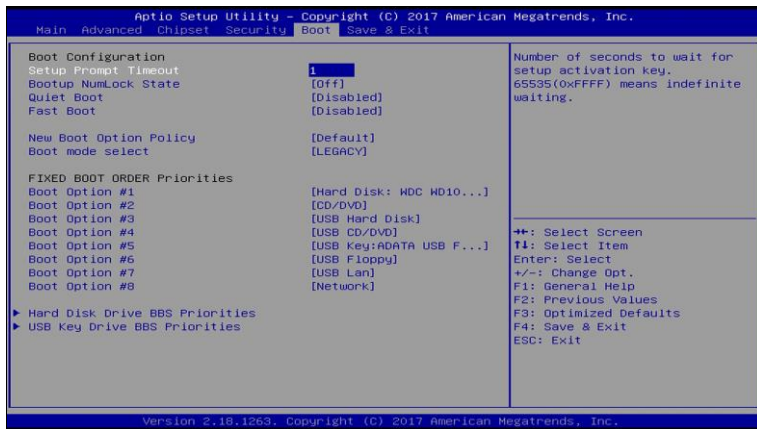 Aptio Setup Utility – Copyright (C) 2017 American Megatrends, Inc.
Main Advanced Chipset Security Boot Save & Exit
Boot Configuration
Setup Prompt Timeout 1
Bootup NumLock State [Off]
Quiet Boot [Disabled]
Fast Boot [Disabled]
New Boot Option Policy [Default]
Boot mode select [LEGACY]
FIXED BOOT ORDER Priorities
Boot Option #1 [Hard Disk: WDC WD10...]
Boot Option #2 [CD/DVD]
Boot Option #3 [USB Hard Disk]
Boot Option #4 [USB CD/DVD]
Boot Option #5 [USB Key:ADATA USB F...]
Boot Option #6 [USB Floppy]
Boot Option #7 [USB Lan]
Boot Option #8 [Network]
▶ Hard Disk Drive BBS Priorities
▶ USB Key Drive BBS Priorities
Number of seconds to wait for
setup activation key.
65535(0xFFFF) means indefinite
waiting.
→←: Select Screen
↑↓: Select Item
Enter: Select
+/-: Change Opt.
F1: General Help
F2: Previous Values
F3: Optimized Defaults
F4: Save & Exit
ESC: Exit
Version 2.18.1263. Copyright (C) 2017 American Megatrends, Inc.